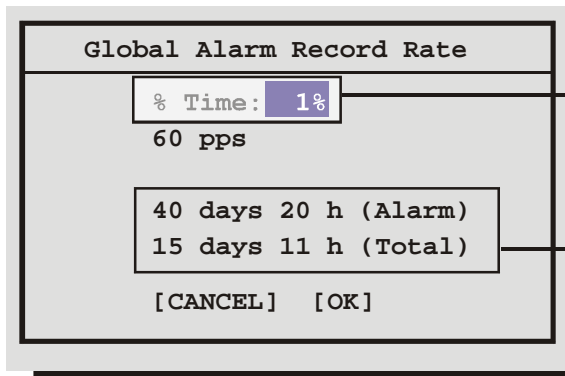 Global Alarm Record Rate
% Time: 1%
60 pps
40 days 20 h (Alarm)
15 days 11 h (Total)
[CANCEL] [OK]